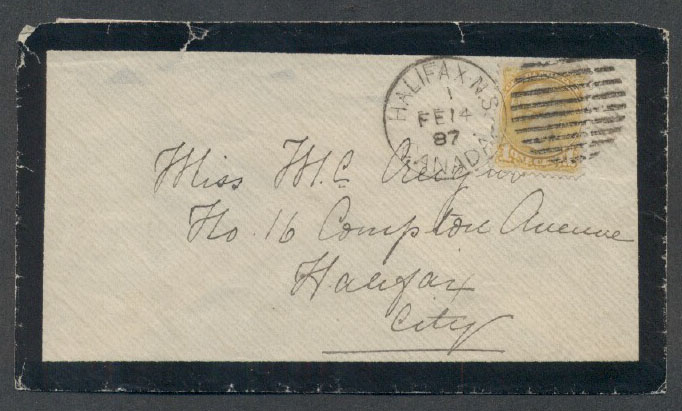 HALIFAX. N.S.
1
FE 14
87
CANADA
Miss
No. 16 Compton Avenue
Halifax
City